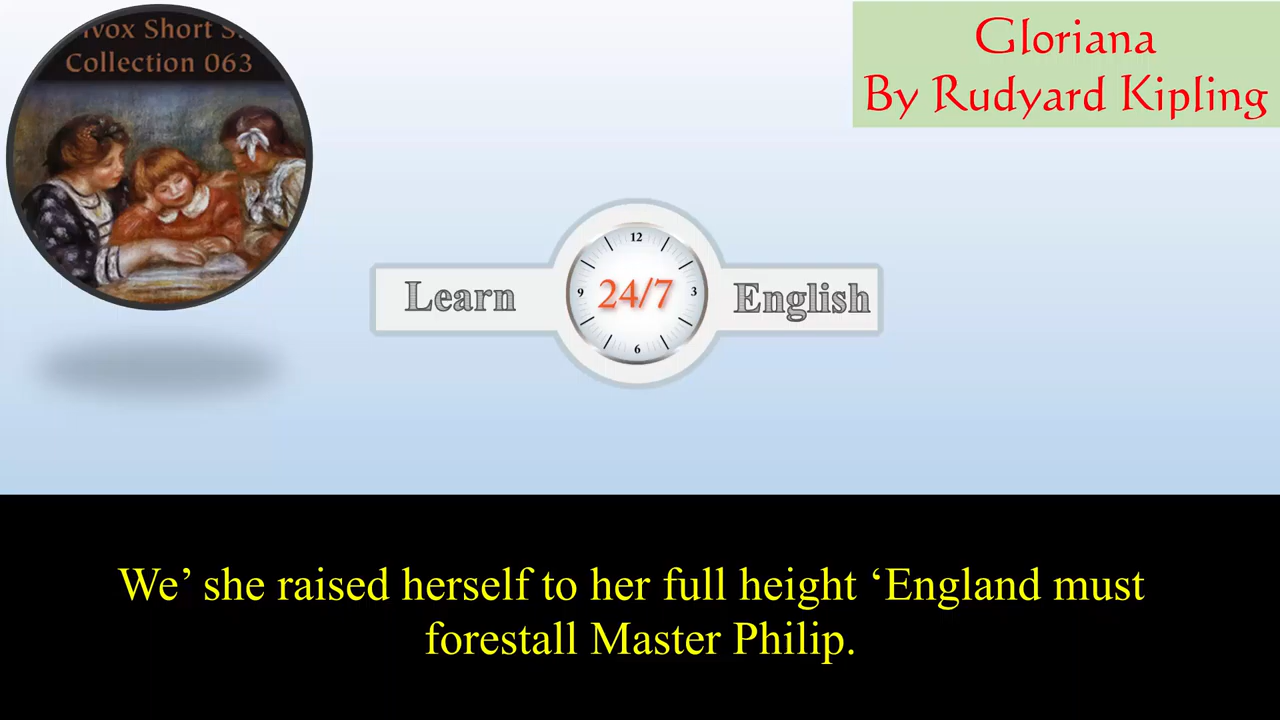 vox Short S
Collection 063
Gloriana
By Rudyard Kipling
12
Learn 24/7 English
9 3
6
We’ she raised herself to her full height ‘England must
forestall Master Philip.